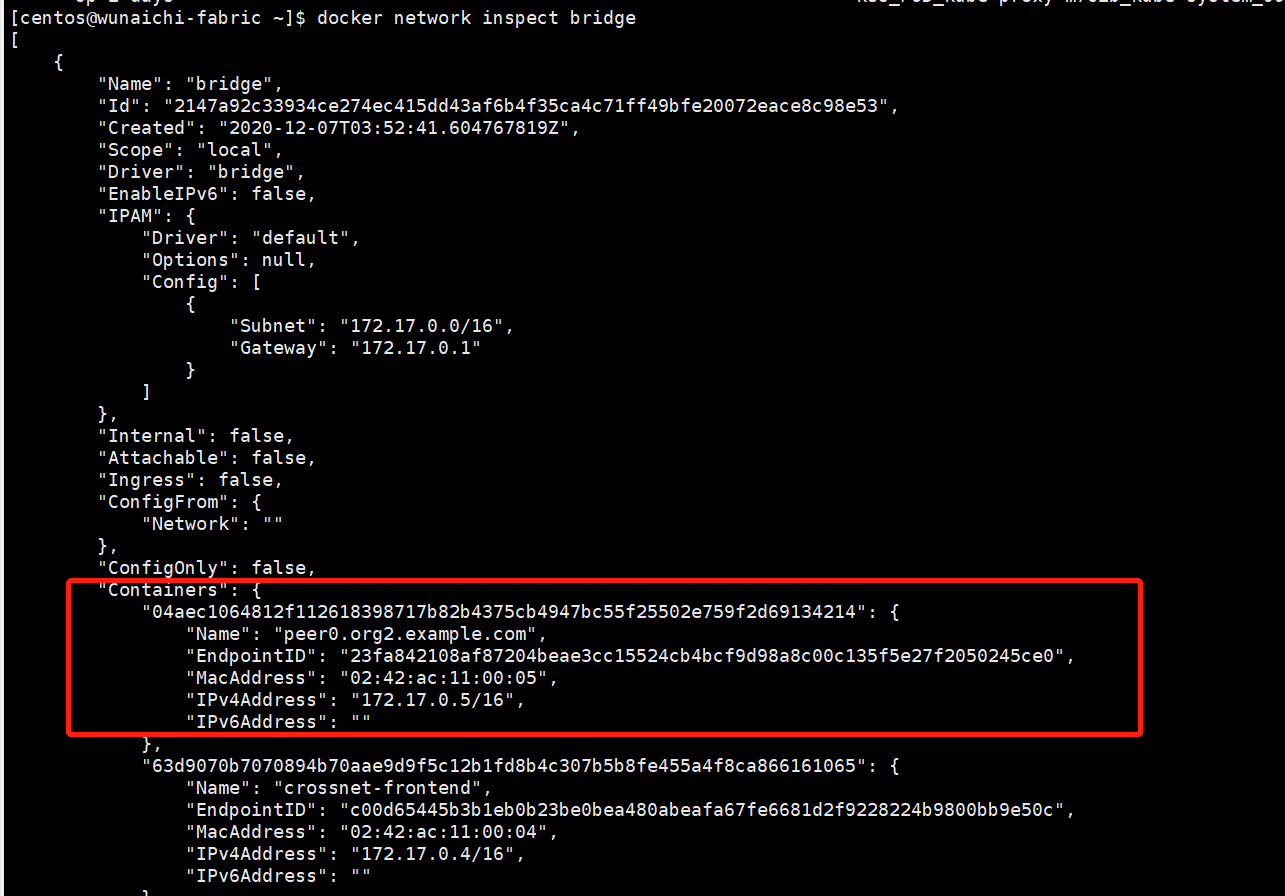 [centos@wunaichi-fabric ~]$ docker network inspect bridge
[
    {
        "Name": "bridge",
        "Id": "2147a92c33934ce274ec415dd43af6b4f35ca4c71ff49bfe20072eace8c98e53",
        "Created": "2020-12-07T03:52:41.604767819Z",
        "Scope": "local",
        "Driver": "bridge",
        "EnableIPv6": false,
        "IPAM": {
            "Driver": "default",
            "Options": null,
            "Config": [
                {
                    "Subnet": "172.17.0.0/16",
                    "Gateway": "172.17.0.1"
                }
            ]
        },
        "Internal": false,
        "Attachable": false,
        "Ingress": false,
        "ConfigFrom": {
            "Network": ""
        },
        "ConfigOnly": false,
        "Containers": {
            "04aec1064812f112618398717b82b4375cb4947bc55f25502e759f2d69134214": {
                "Name": "peer0.org2.example.com",
                "EndpointID": "23fa842108af87204beae3cc15524cb4bcf9d98a8c00c135f5e27f2050245ce0",
                "MacAddress": "02:42:ac:11:00:05",
                "IPv4Address": "172.17.0.5/16",
                "IPv6Address": ""
            },
            "63d9070b7070894b70aae9d9f5c12b1fd8b4c307b5b8fe455a4f8ca866161065": {
                "Name": "crossnet-frontend",
                "EndpointID": "c00d65445b3b1eb0b23be0bea480abeafa67fe6681d2f9228224b9800bb9e50c",
                "MacAddress": "02:42:ac:11:00:04",
                "IPv4Address": "172.17.0.4/16",
                "IPv6Address": ""